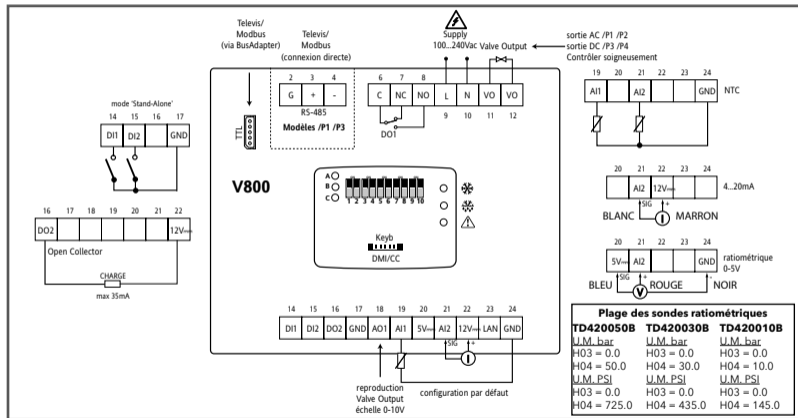 Televis/
Modbus
(via BusAdapter)
Televis/
Modbus
(connexion directe)
Supply
100...240Vac
Valve Output
sortie AC /P1 /P2
sortie DC /P3 /P4
Contrôler soigneusement
2 3 4
G + -
RS-485
Modèles /P1 /P3
TTL
6 7 8
C NC NO L N VO VO
9 10 11 12
DO1
19 20 21 22 23 24
AI1 AI2 GND
NTC
mode 'Stand-Alone'
14 15 16 17
DI1 DI2 GND
V800
A
B
C
1 2 3 4 5 6 7 8 9 10
Keyb
DMI/CC
20 21 22 23 24
AI2 12V
4...20mA
SIG +
BLANC I MARRON
16 17 18 19 20 21 22
DO2 12V
Open Collector
CHARGE
max 35mA
20 21 22 23 24
5V AI2 GND
ratiométrique
0-5V
SIG + -
BLEU V ROUGE NOIR
14 15 16 17 18 19 20 21 22 23 24
DI1 DI2 DO2 GND AO1 AI1 5V AI2 12V LAN GND
SIG +
I
reproduction
Valve Output
échelle 0-10V
configuration par défaut
Plage des sondes ratiométriques
TD420050B TD420030B TD420010B
U.M. bar U.M. bar U.M. bar
H03 = 0.0 H03 = 0.0 H03 = 0.0
H04 = 50.0 H04 = 30.0 H04 = 10.0
U.M. PSI U.M. PSI U.M. PSI
H03 = 0.0 H03 = 0.0 H03 = 0.0
H04 = 725.0 H04 = 435.0 H04 = 145.0